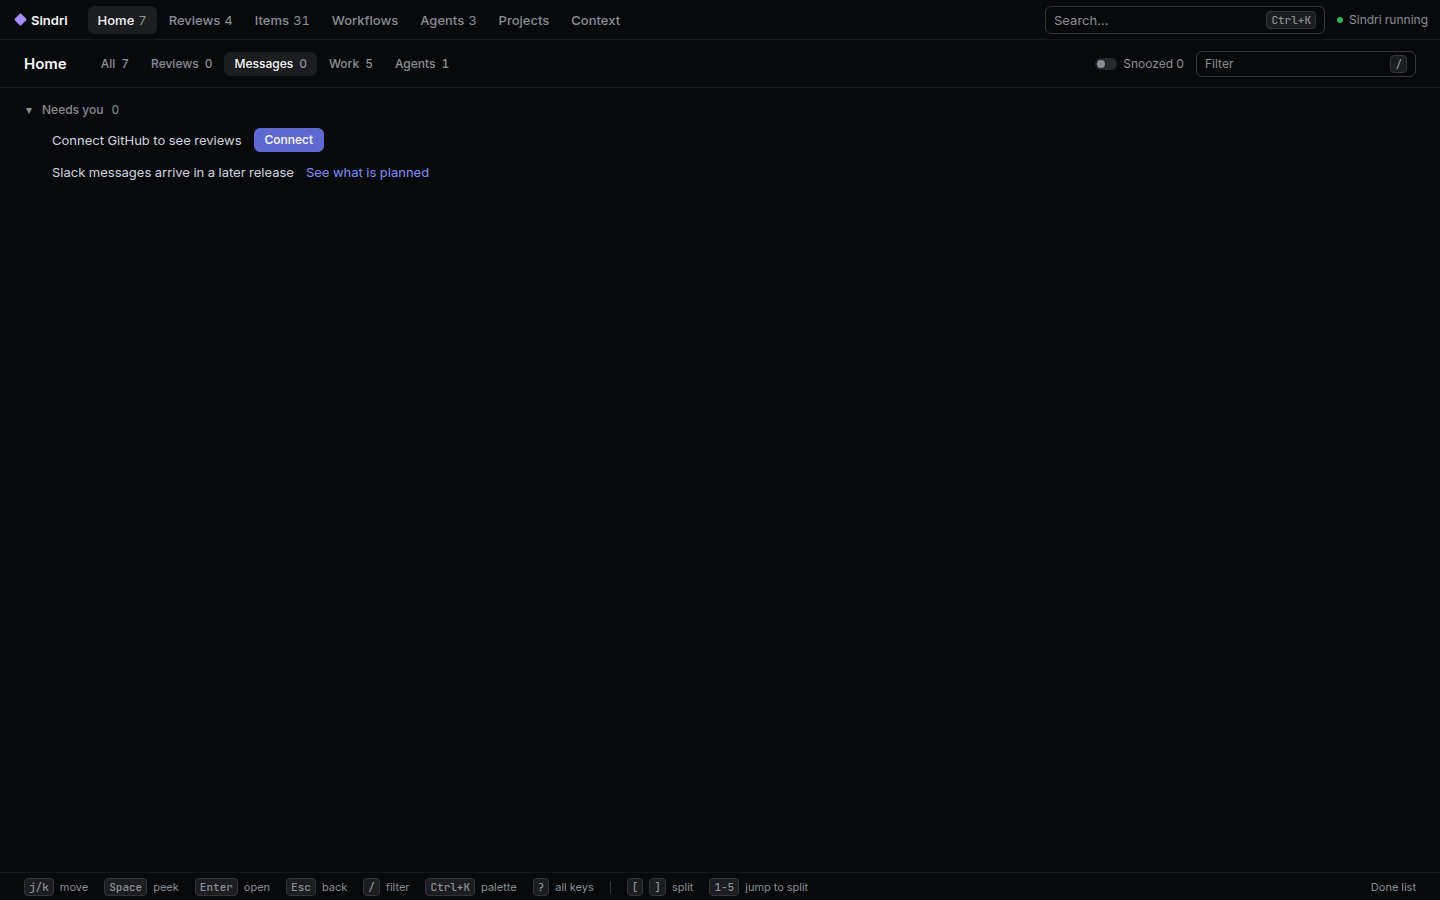 Sindri Home 7 Reviews 4 Items 31 Workflows Agents 3 Projects Context Search... Ctrl+K Sindri running
Home All 7 Reviews 0 Messages 0 Work 5 Agents 1 Snoozed 0 Filter /
Needs you 0
Connect GitHub to see reviews Connect
Slack messages arrive in a later release See what is planned
j/k move Space peek Enter open Esc back / filter Ctrl+K palette ? all keys [ ] split 1-5 jump to split Done list